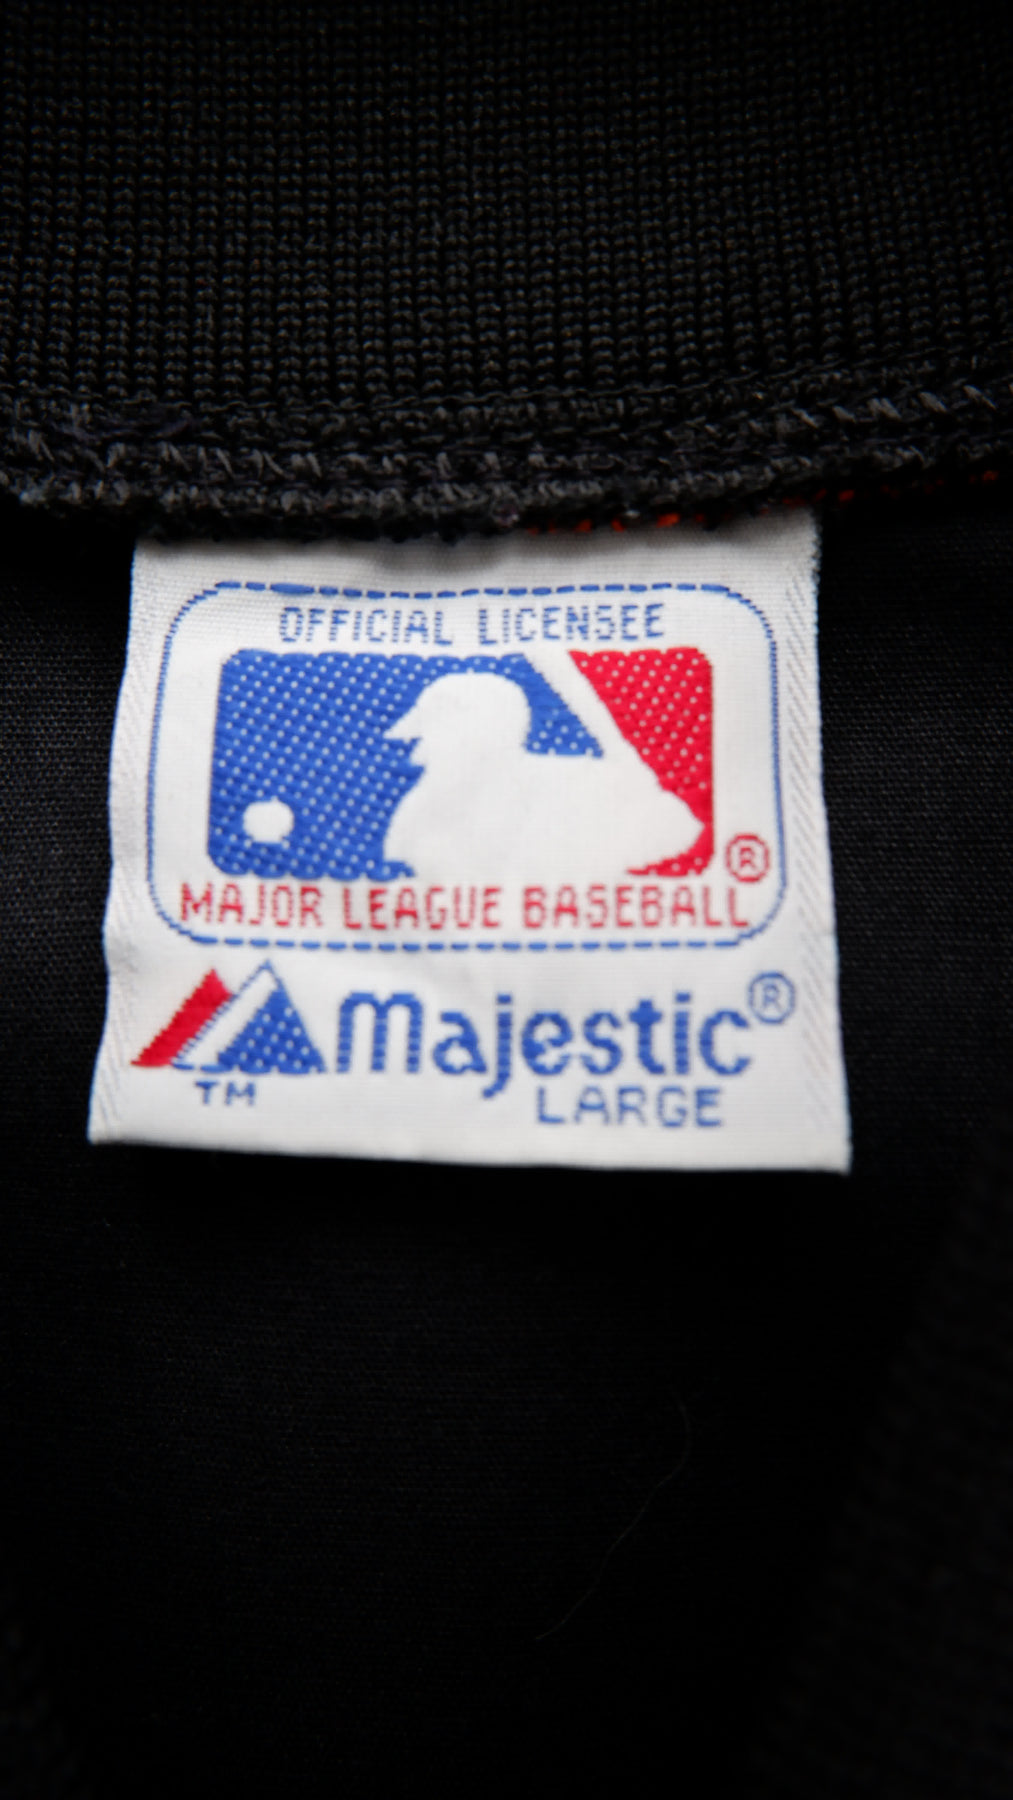 OFFICIAL LICENSEE
®
MAJOR LEAGUE BASEBALL
Majestic®
TM
LARGE